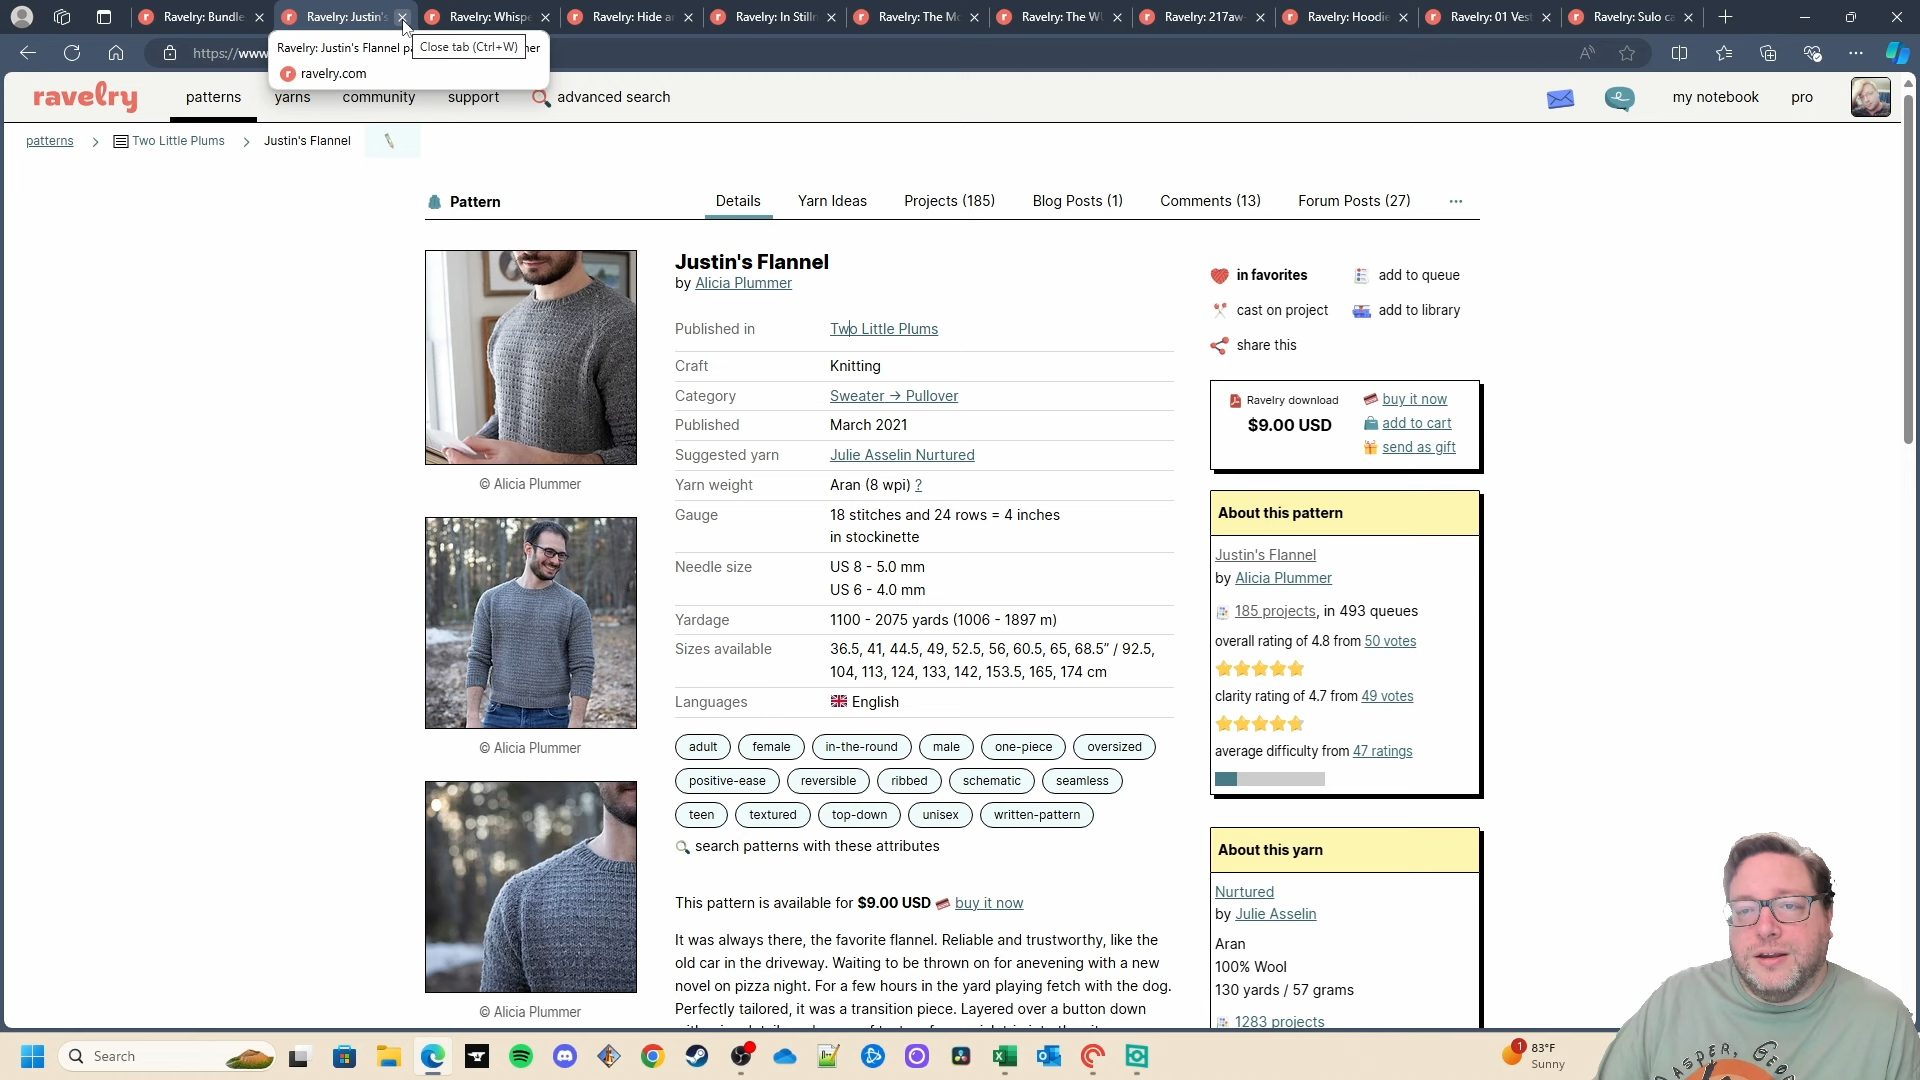 Ravelry: Bundle
Ravelry: Justin's
Ravelry: Whispe
Ravelry: Hide an
Ravelry: In Stilln
Ravelry: The Mo
Ravelry: The Wi
Ravelry: 217aw-
Ravelry: Hoodie
Ravelry: 01 Vest
Ravelry: Sulo ca
https://www
Ravelry: Justin's Flannel pa
Close tab (Ctrl+W)
ner
ravelry.com
ravelry
patterns
yarns
community
support
advanced search
my notebook
pro
patterns
Two Little Plums
Justin's Flannel
Pattern
Details
Yarn Ideas
Projects (185)
Blog Posts (1)
Comments (13)
Forum Posts (27)
© Alicia Plummer
© Alicia Plummer
© Alicia Plummer
Justin's Flannel
by Alicia Plummer
Published in Two Little Plums
Craft Knitting
Category Sweater → Pullover
Published March 2021
Suggested yarn Julie Asselin Nurtured
Yarn weight Aran (8 wpi) ?
Gauge 18 stitches and 24 rows = 4 inches
in stockinette
Needle size US 8 - 5.0 mm
US 6 - 4.0 mm
Yardage 1100 - 2075 yards (1006 - 1897 m)
Sizes available 36.5, 41, 44.5, 49, 52.5, 56, 60.5, 65, 68.5” / 92.5,
104, 113, 124, 133, 142, 153.5, 165, 174 cm
Languages English
adult female in-the-round male one-piece oversized
positive-ease reversible ribbed schematic seamless
teen textured top-down unisex written-pattern
search patterns with these attributes
This pattern is available for $9.00 USD buy it now
It was always there, the favorite flannel. Reliable and trustworthy, like the
old car in the driveway. Waiting to be thrown on for anevening with a new
novel on pizza night. For a few hours in the yard playing fetch with the dog.
Perfectly tailored, it was a transition piece. Layered over a button down
in favorites
add to queue
cast on project
add to library
share this
Ravelry download
$9.00 USD
buy it now
add to cart
send as gift
About this pattern
Justin's Flannel
by Alicia Plummer
185 projects, in 493 queues
overall rating of 4.8 from 50 votes
clarity rating of 4.7 from 49 votes
average difficulty from 47 ratings
About this yarn
Nurtured
by Julie Asselin
Aran
100% Wool
130 yards / 57 grams
1283 projects
Search
1
83°F
Sunny